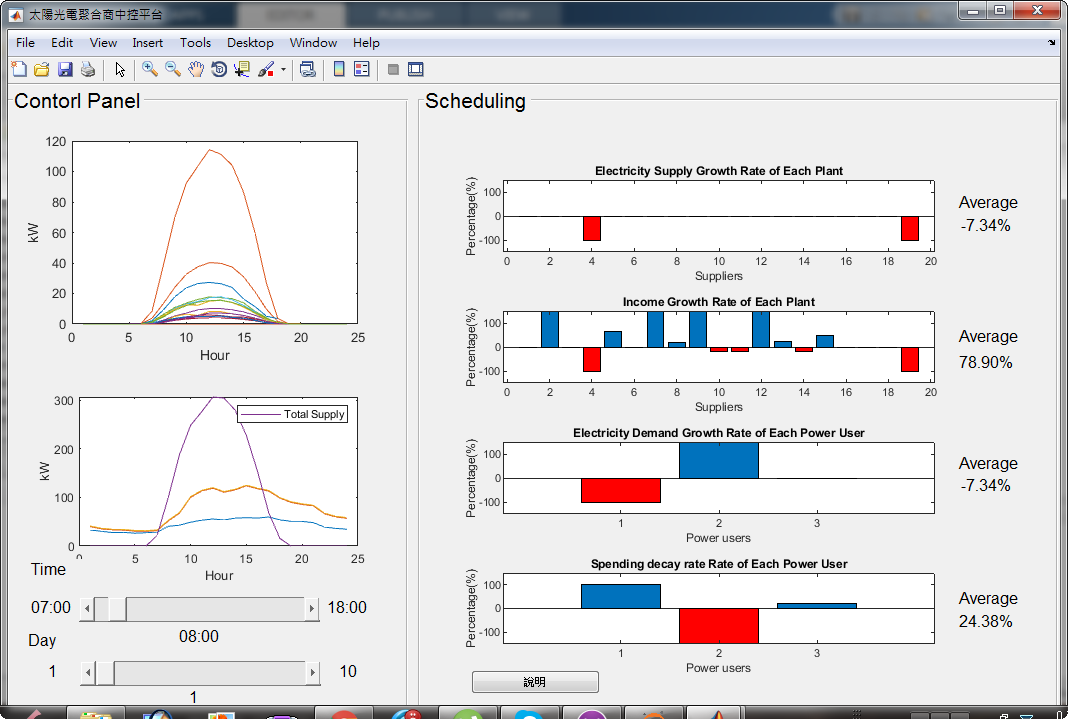 太陽光電聚合商中控平台
File Edit View Insert Tools Desktop Window Help
Contorl Panel
120
100
80
60
40
20
0
kW
0 5 10 15 20 25
Hour
300
200
100
0
kW
Total Supply
5 10 15 20 25
Hour
Time
07:00 18:00
08:00
Day
1 10
1
Scheduling
Electricity Supply Growth Rate of Each Plant
Percentage(%)
100
0
-100
0 2 4 6 8 10 12 14 16 18 20
Suppliers
Average
-7.34%
Income Growth Rate of Each Plant
Percentage(%)
100
0
-100
0 2 4 6 8 10 12 14 16 18 20
Suppliers
Average
78.90%
Electricity Demand Growth Rate of Each Power User
Percentage(%)
100
0
-100
1 2 3
Power users
Average
-7.34%
Spending decay rate Rate of Each Power User
Percentage(%)
100
0
-100
1 2 3
Power users
Average
24.38%
說明